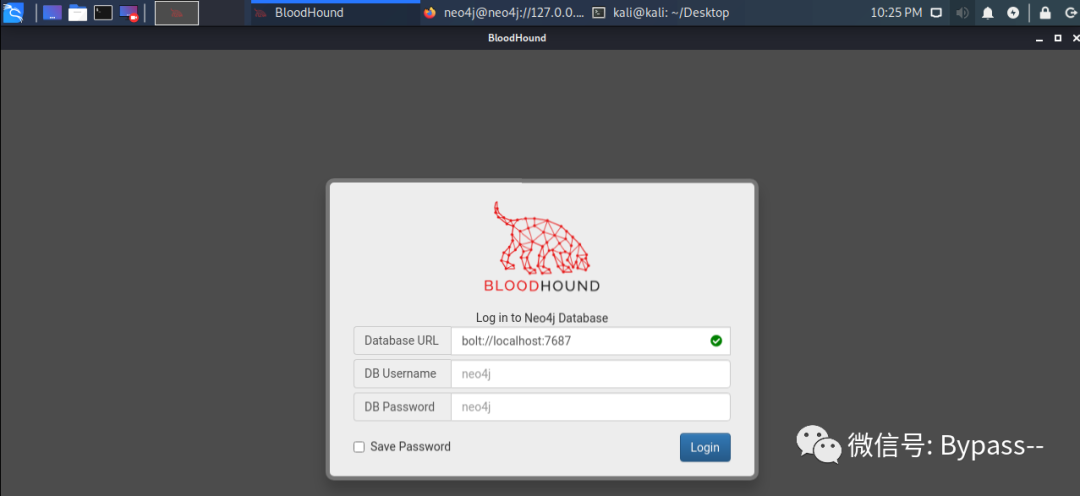 BloodHound
neo4j@neo4j://127.0.0....
kali@kali: ~/Desktop
10:25 PM
BloodHound
BLOODHOUND
Log in to Neo4j Database
Database URL bolt://localhost:7687
DB Username neo4j
DB Password neo4j
Save Password Login
微信号: Bypass--